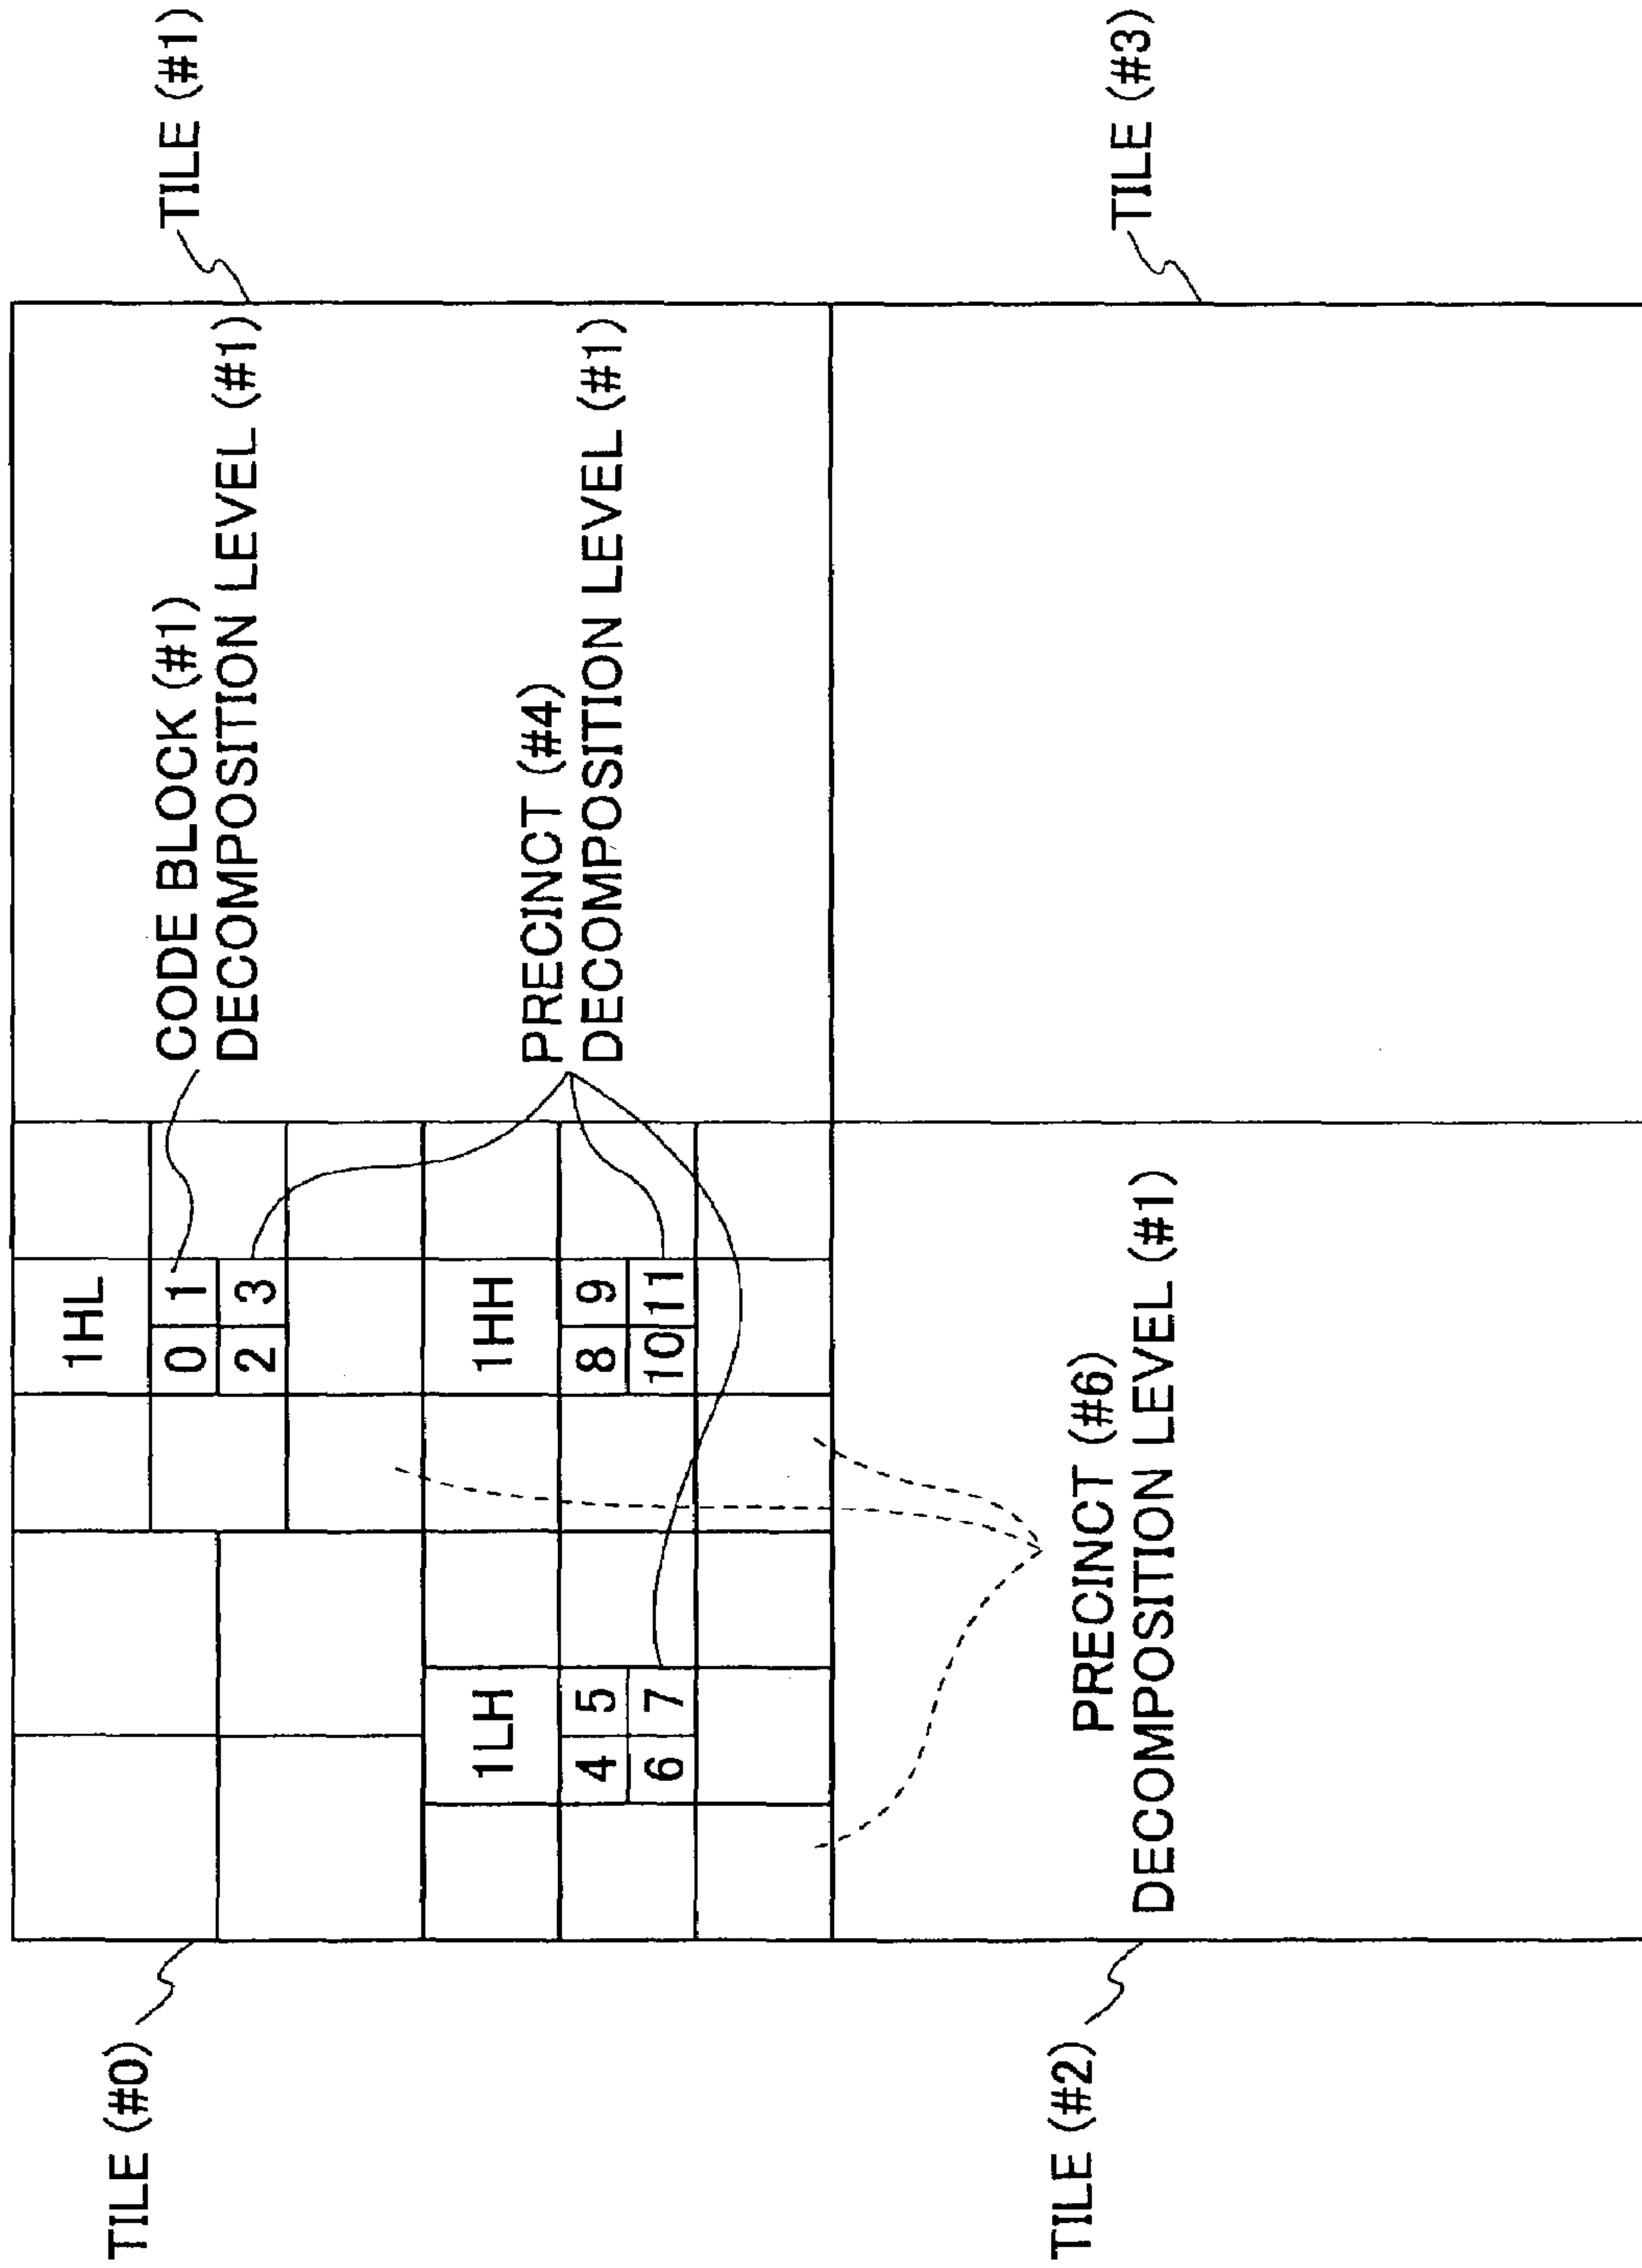 TILE (#0)
TILE (#1)
1HL
0 1
2 3
CODE BLOCK (#1)
DECOMPOSITION LEVEL (#1)
1LH
4 5
6 7
1HH
8 9
10 11
PRECINCT (#4)
DECOMPOSITION LEVEL (#1)
TILE (#2)
TILE (#3)
PRECINCT (#6)
DECOMPOSITION LEVEL (#1)